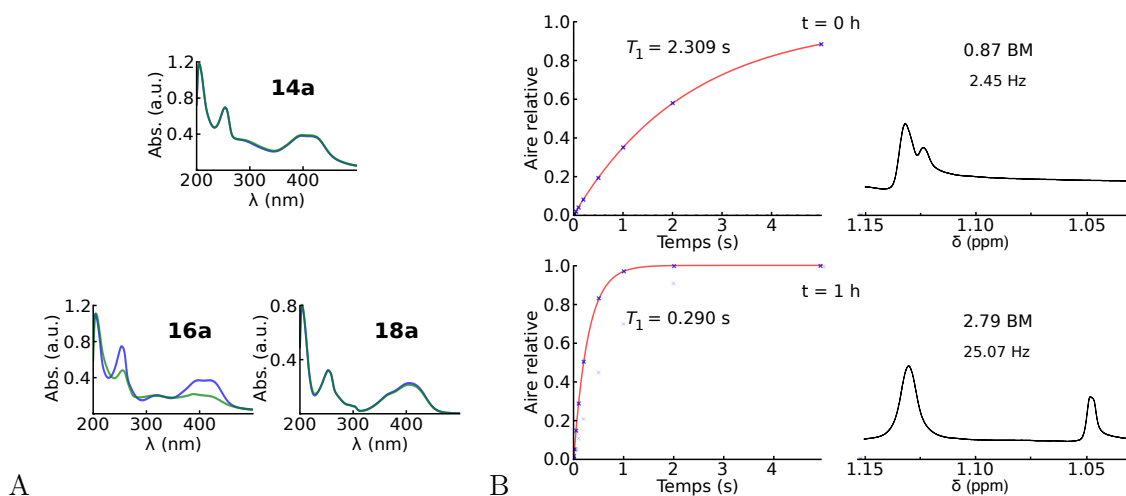 14a
Abs. (a.u.)
1.2
0.8
0.4
200 300 400
λ (nm)
16a
Abs. (a.u.)
1.2
0.8
0.4
200 300 400
λ (nm)
18a
Abs. (a.u.)
0.8
0.4
200 300 400
λ (nm)
A
t = 0 h
T1 = 2.309 s
Aire relative
1.0
0.8
0.6
0.4
0.2
0.0
0 1 2 3 4
Temps (s)
0.87 BM
2.45 Hz
1.15 1.10 1.05
δ (ppm)
t = 1 h
T1 = 0.290 s
Aire relative
1.0
0.8
0.6
0.4
0.2
0.0
0 1 2 3 4
Temps (s)
2.79 BM
25.07 Hz
1.15 1.10 1.05
δ (ppm)
B